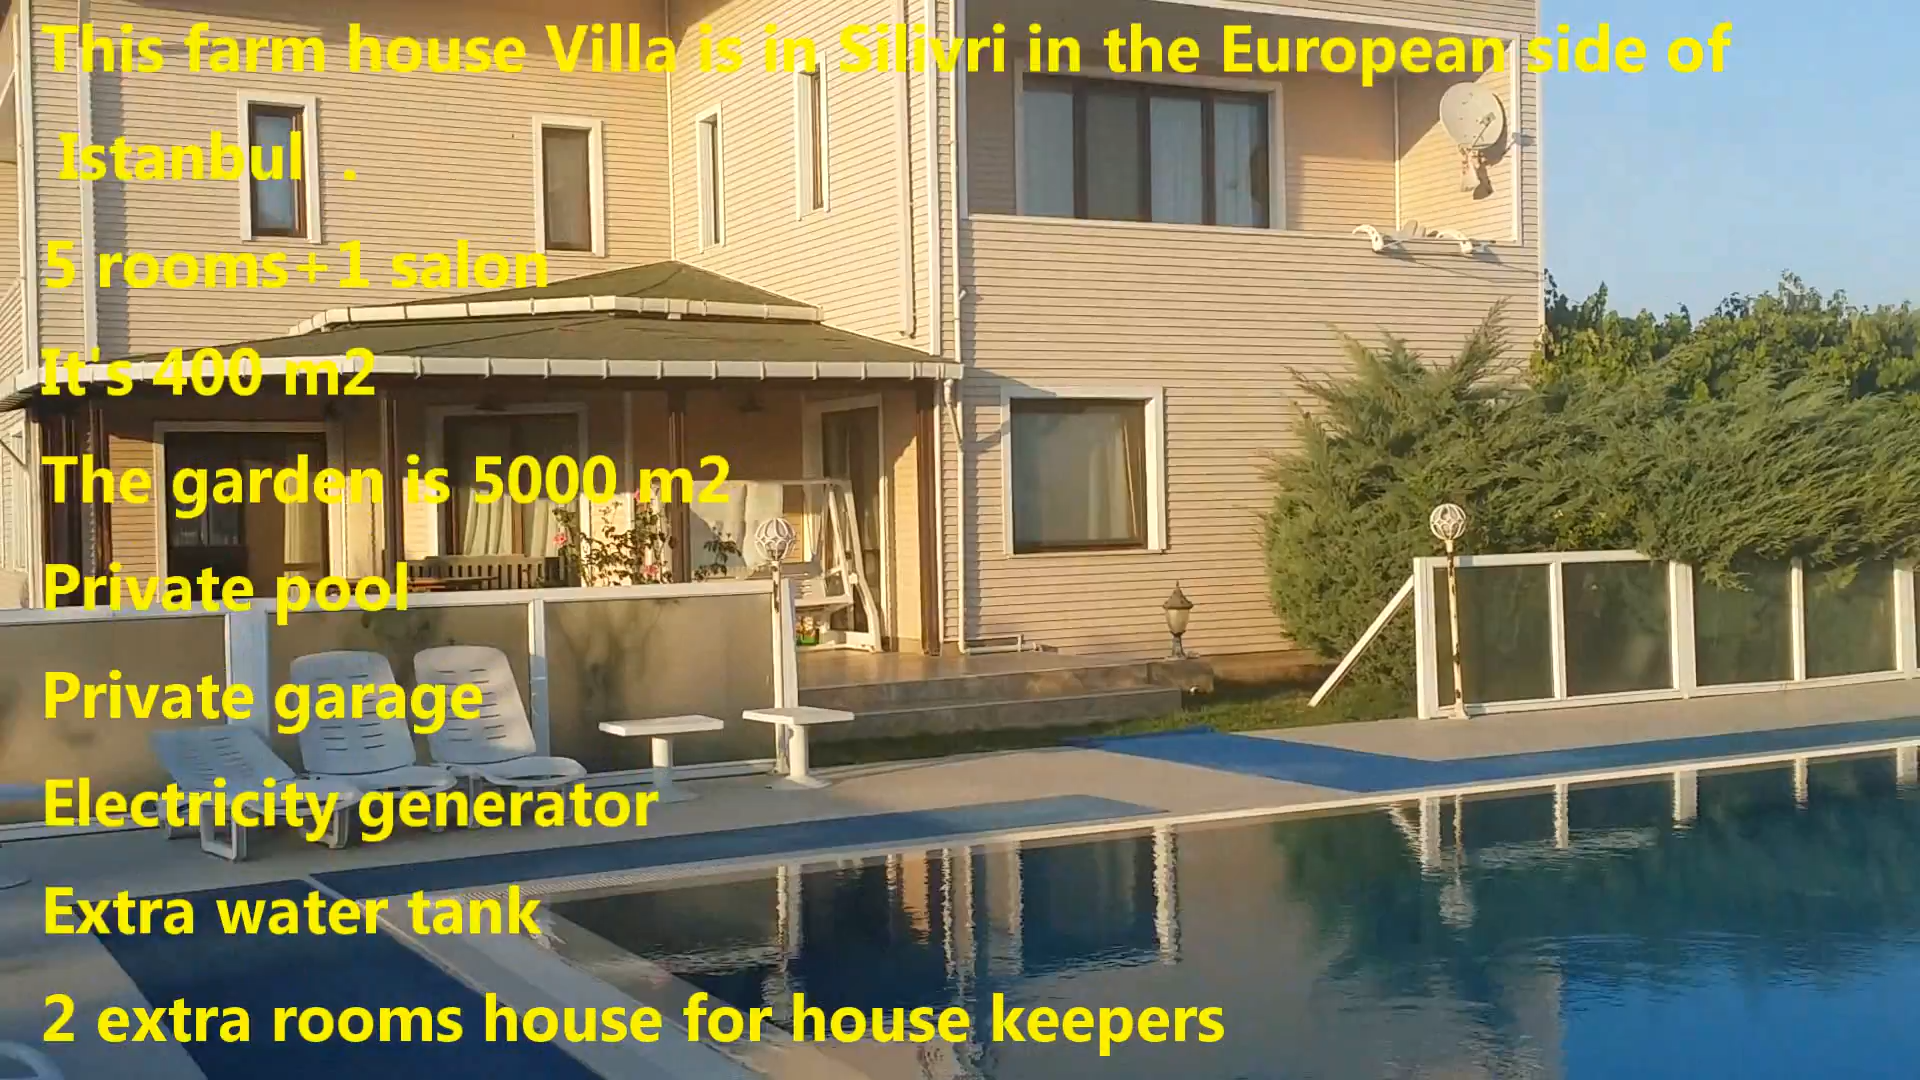 This farm house Villa is in Silivri in the European side of
Istanbul .
5 rooms+1 salon
It's 400 m2
The garden is 5000 m2
Private pool
Private garage
Electricity generator
Extra water tank
2 extra rooms house for house keepers